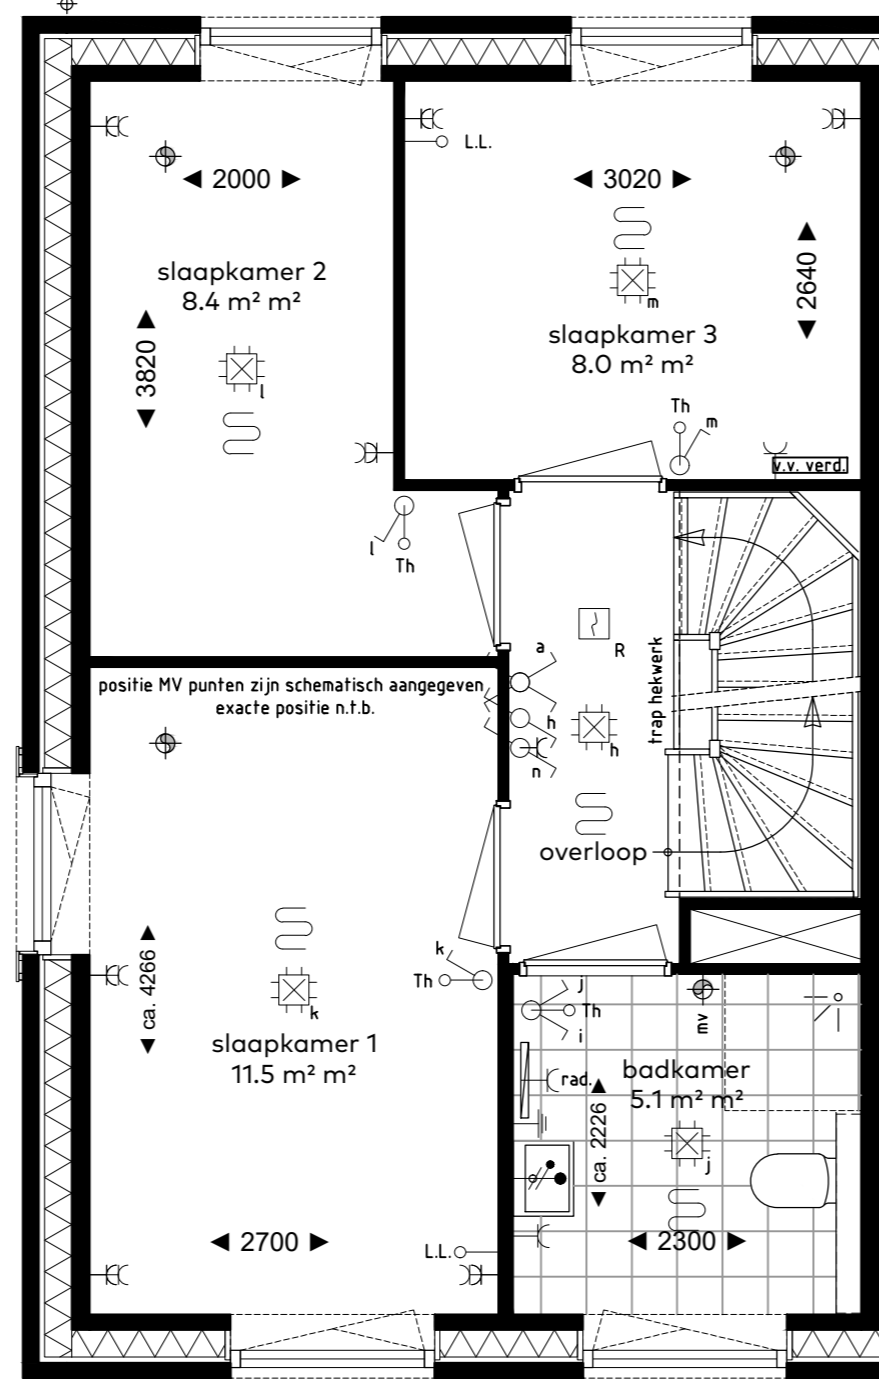 L.L.
2000
3020
slaapkamer 2
8.4 m² m²
2640
m
slaapkamer 3
8.0 m² m²
3820
l
Th
m
v.v. verd.
l
Th
a
R
positie MV punten zijn schematisch aangegeven
exacte positie n.t.b.
h
h
n
trap hekwerk
overloop
k
Th
ca. 4266
k
j
Th
i
mv
slaapkamer 1
11.5 m² m²
rad.
badkamer
5.1 m² m²
ca. 2226
j
2700
L.L.
2300